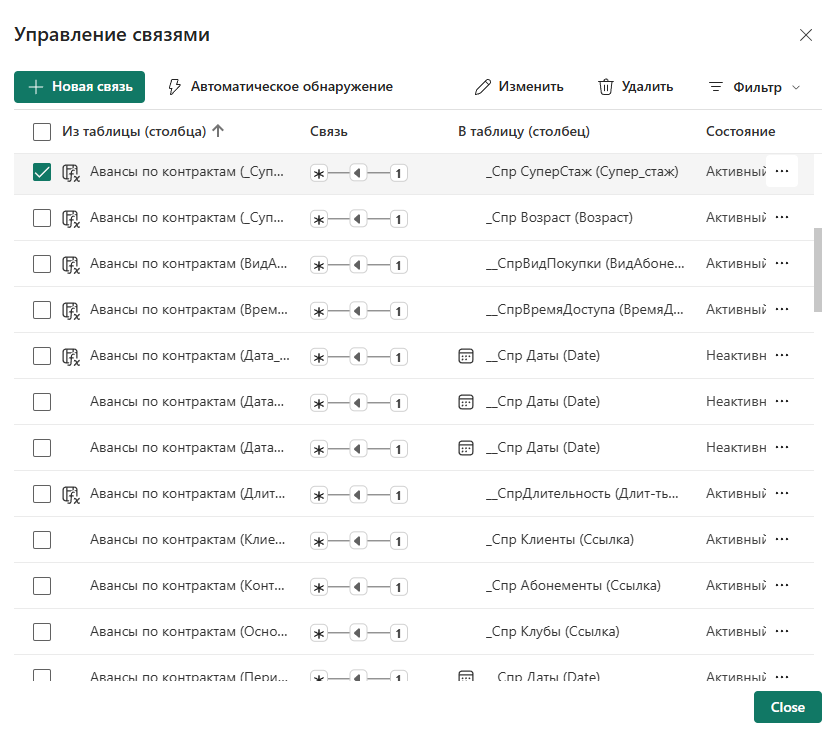 Управление связями
Новая связь Автоматическое обнаружение Изменить Удалить Фильтр
Из таблицы (столбца) Связь В таблицу (столбец) Состояние
Авансы по контрактам (_Суп... * 1 _Спр СуперСтаж (Супер_стаж) Активный ...
Авансы по контрактам (_Суп... * 1 _Спр Возраст (Возраст) Активный ...
Авансы по контрактам (ВидА... * 1 __СпрВидПокупки (ВидАбоне... Активный ...
Авансы по контрактам (Врем... * 1 __СпрВремяДоступа (ВремяД... Активный ...
Авансы по контрактам (Дата_... * 1 __Спр Даты (Date) Неактивн ...
Авансы по контрактам (Дата... * 1 __Спр Даты (Date) Неактивн ...
Авансы по контрактам (Дата... * 1 __Спр Даты (Date) Неактивн ...
Авансы по контрактам (Длит... * 1 __СпрДлительность (Длит-ть... Активный ...
Авансы по контрактам (Клие... * 1 _Спр Клиенты (Ссылка) Активный ...
Авансы по контрактам (Конт... * 1 _Спр Абонементы (Ссылка) Активный ...
Авансы по контрактам (Осно... * 1 _Спр Клубы (Ссылка) Активный ...
Авансы по контрактам (Пери... * 1 __Спр Даты (Date) Активный ...
Close